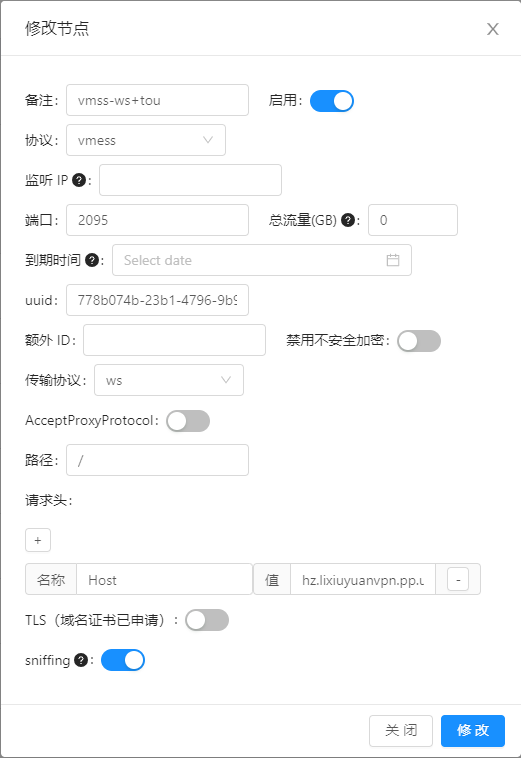 修改节点
备注: vmss-ws+tou 启用:
协议: vmess
监听 IP ?:
端口: 2095 总流量(GB) ?: 0
到期时间 ?: Select date
uuid: 778b074b-23b1-4796-9b9
额外 ID: 禁用不安全加密:
传输协议: ws
AcceptProxyProtocol:
路径: /
请求头:
+
名称 Host 值 hz.lixiuyuanvpn.pp.u -
TLS（域名证书已申请）:
sniffing ?:
关 闭 修 改